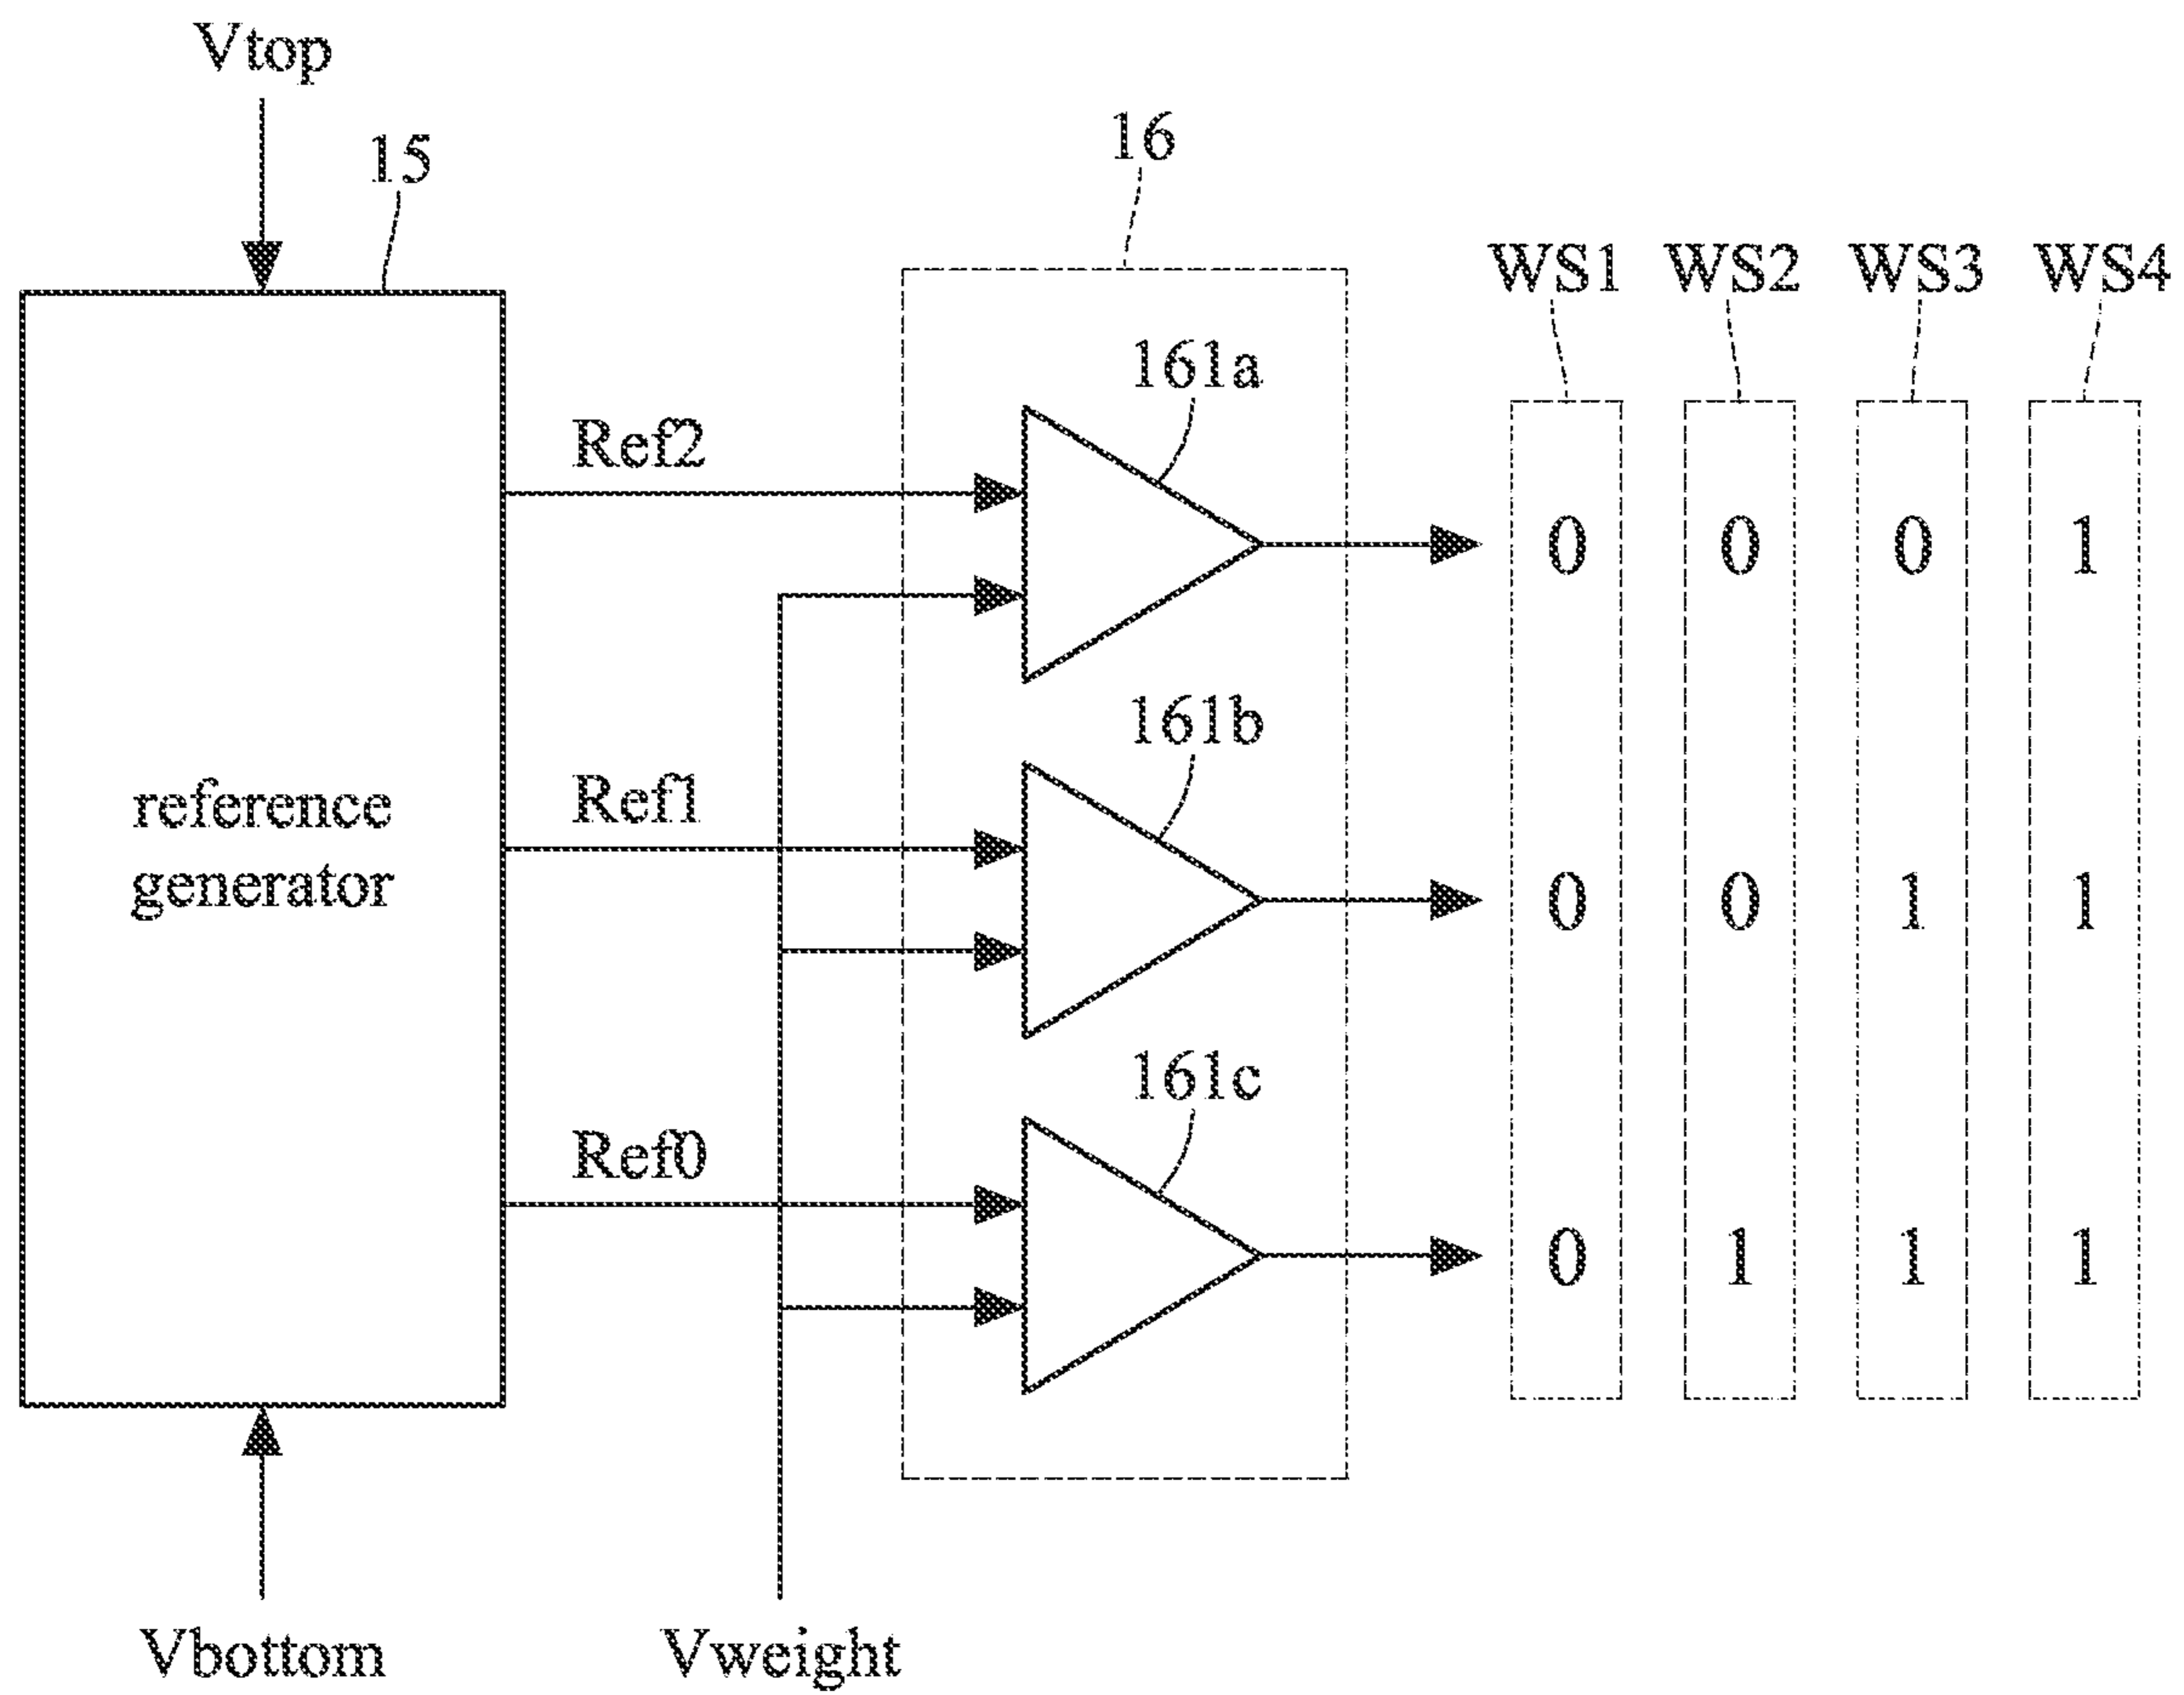 Vtop
15
16
WS1 WS2 WS3 WS4
161a
Ref2
0 0 0 1
161b
Ref1
reference
generator
0 0 1 1
161c
Ref0
0 1 1 1
Vbottom
Vweight